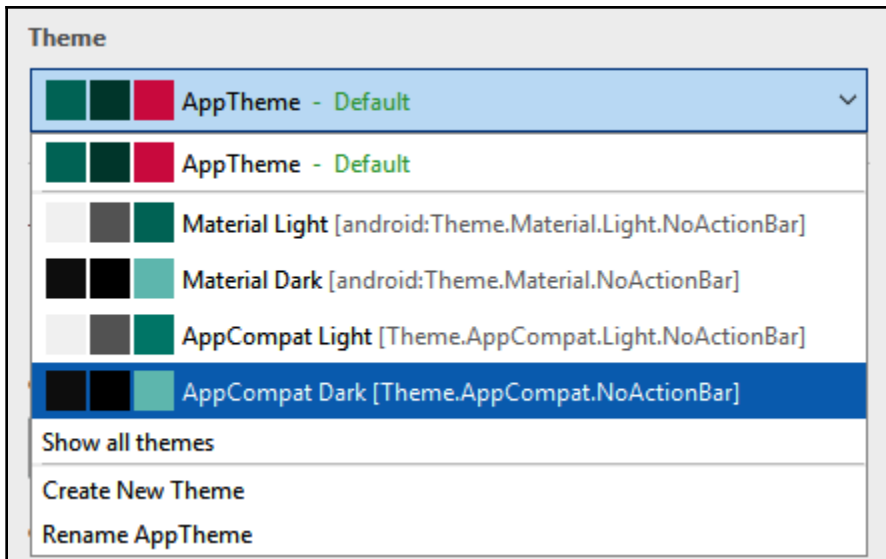 Theme
AppTheme - Default
AppTheme - Default
Material Light [android:Theme.Material.Light.NoActionBar]
Material Dark [android:Theme.Material.NoActionBar]
AppCompat Light [Theme.AppCompat.Light.NoActionBar]
AppCompat Dark [Theme.AppCompat.NoActionBar]
Show all themes
Create New Theme
Rename AppTheme